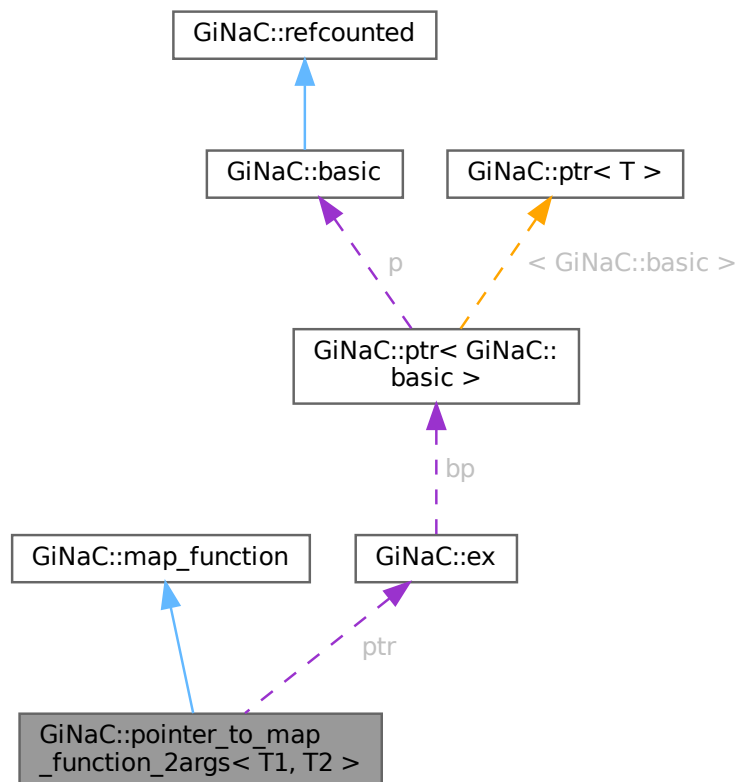 GiNaC::refcounted
GiNaC::basic
GiNaC::ptr< T >
p
< GiNaC::basic >
GiNaC::ptr< GiNaC::
basic >
bp
GiNaC::map_function
GiNaC::ex
ptr
GiNaC::pointer_to_map
_function_2args< T1, T2 >